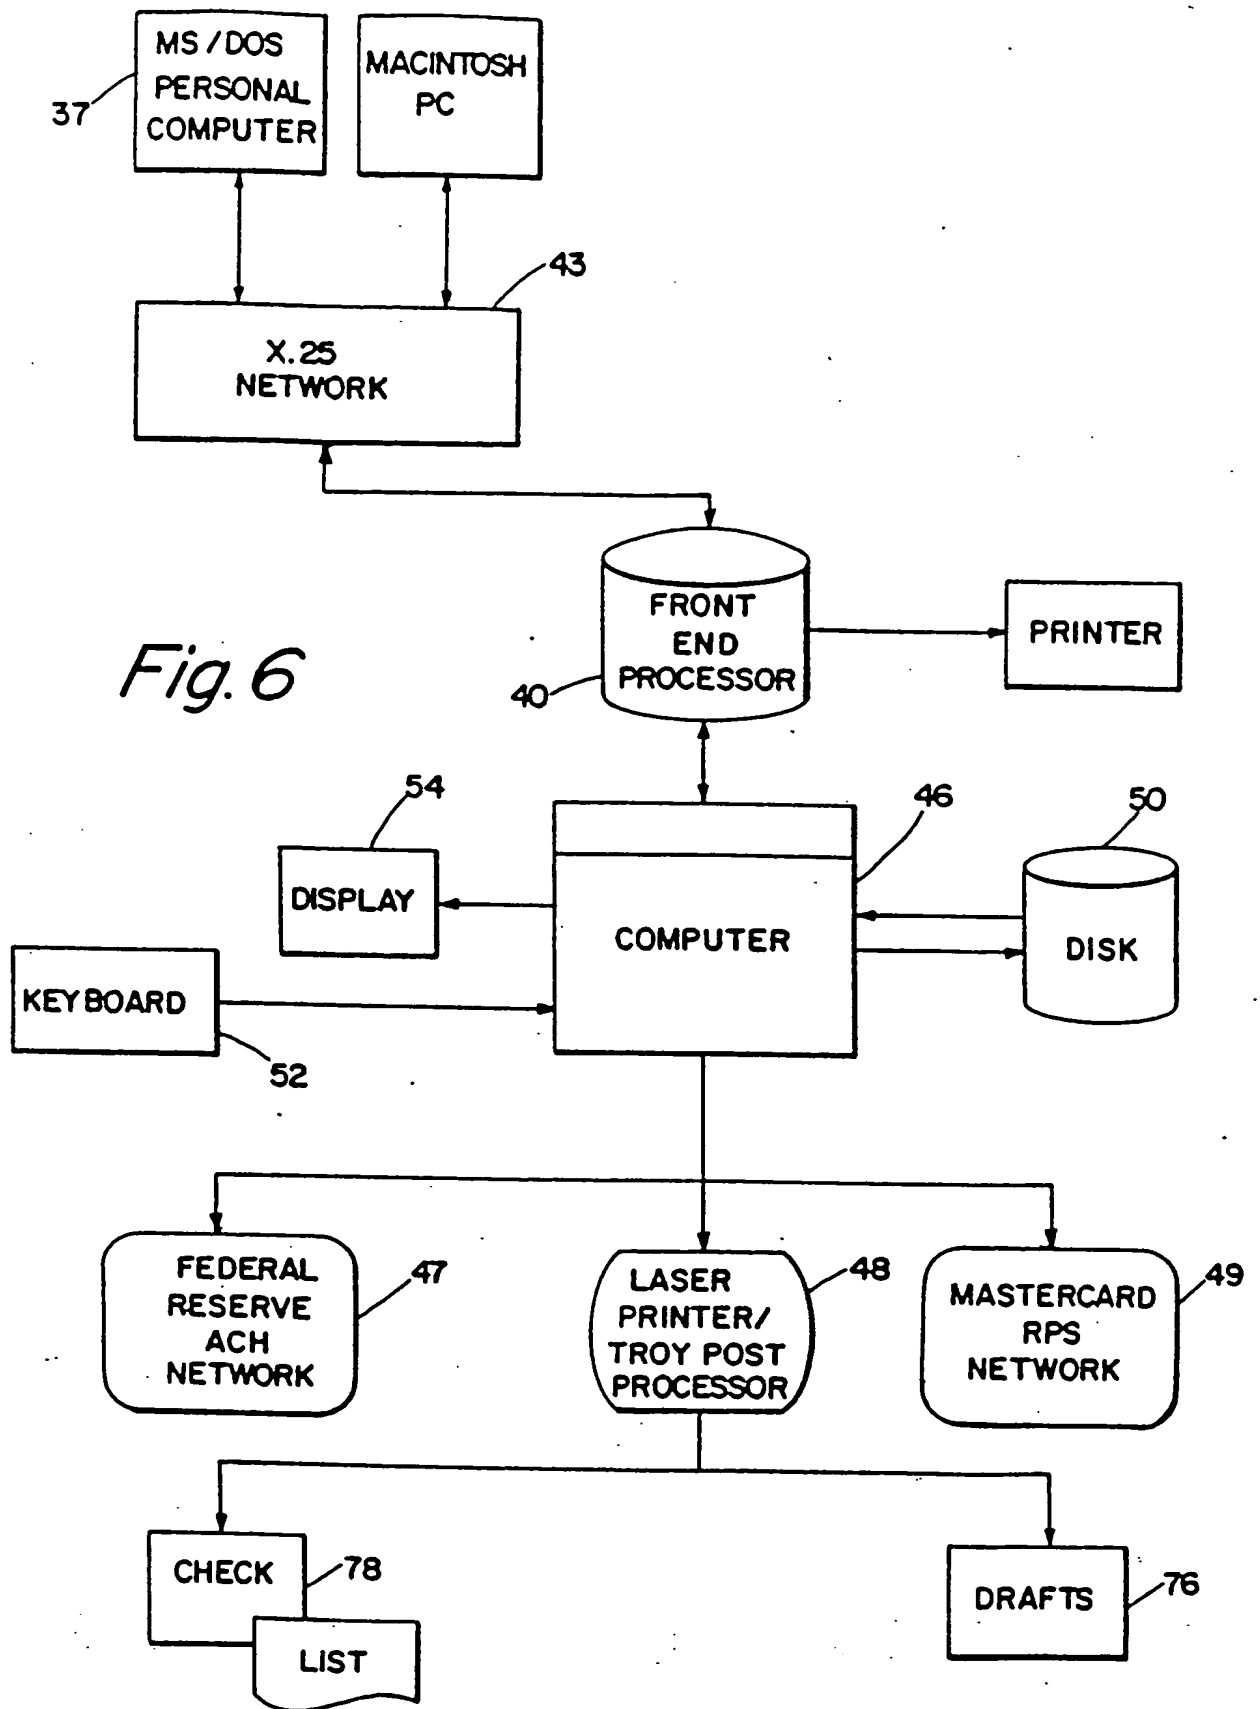 MS/DOS
PERSONAL
COMPUTER
37
MACINTOSH
PC
43
X.25
NETWORK
FRONT
END
PROCESSOR
40
PRINTER
Fig. 6
54
DISPLAY
46
COMPUTER
50
DISK
KEYBOARD
52
FEDERAL
RESERVE
ACH
NETWORK
47
LASER
PRINTER/
TROY POST
PROCESSOR
48
MASTERCARD
RPS
NETWORK
49
CHECK
78
LIST
DRAFTS
76